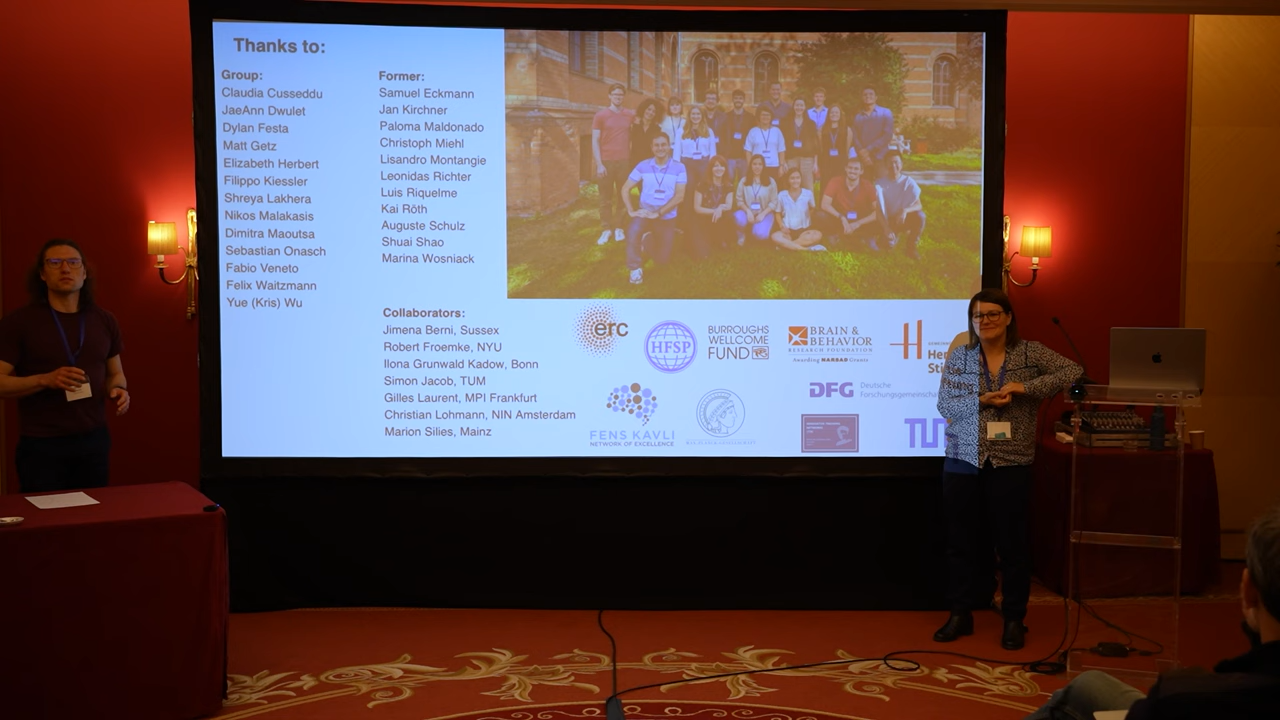 Thanks to:
Group:
Claudia Cusseddu
JaeAnn Dwulet
Dylan Festa
Matt Getz
Elizabeth Herbert
Filippo Kiessler
Shreya Lakhera
Nikos Malakasis
Dimitra Maoutsa
Sebastian Onasch
Fabio Veneto
Felix Waitzmann
Yue (Kris) Wu
Former:
Samuel Eckmann
Jan Kirchner
Paloma Maldonado
Christoph Miehl
Lisandro Montangie
Leonidas Richter
Luis Riquelme
Kai Röth
Auguste Schulz
Shuai Shao
Marina Wosniack
Collaborators:
Jimena Berni, Sussex
Robert Froemke, NYU
Ilona Grunwald Kadow, Bonn
Simon Jacob, TUM
Gilles Laurent, MPI Frankfurt
Christian Lohmann, NIN Amsterdam
Marion Silies, Mainz
erc
HFSP
BURROUGHS
WELLCOME
FUND
BRAIN &
BEHAVIOR
RESEARCH FOUNDATION
Awarding NARSAD Grants
FENS KAVLI
NETWORK OF EXCELLENCE
DFG
Deutsche
Forschungsgemeinscha